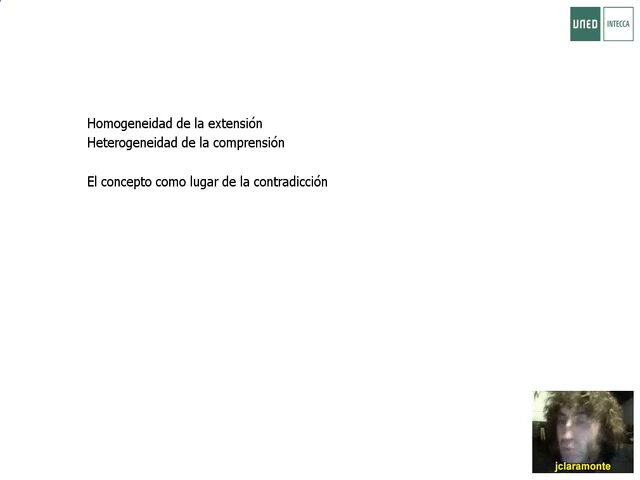 UNED
INTECCA
Homogeneidad de la extensión
Heterogeneidad de la comprensión
El concepto como lugar de la contradicción
jclaramonte